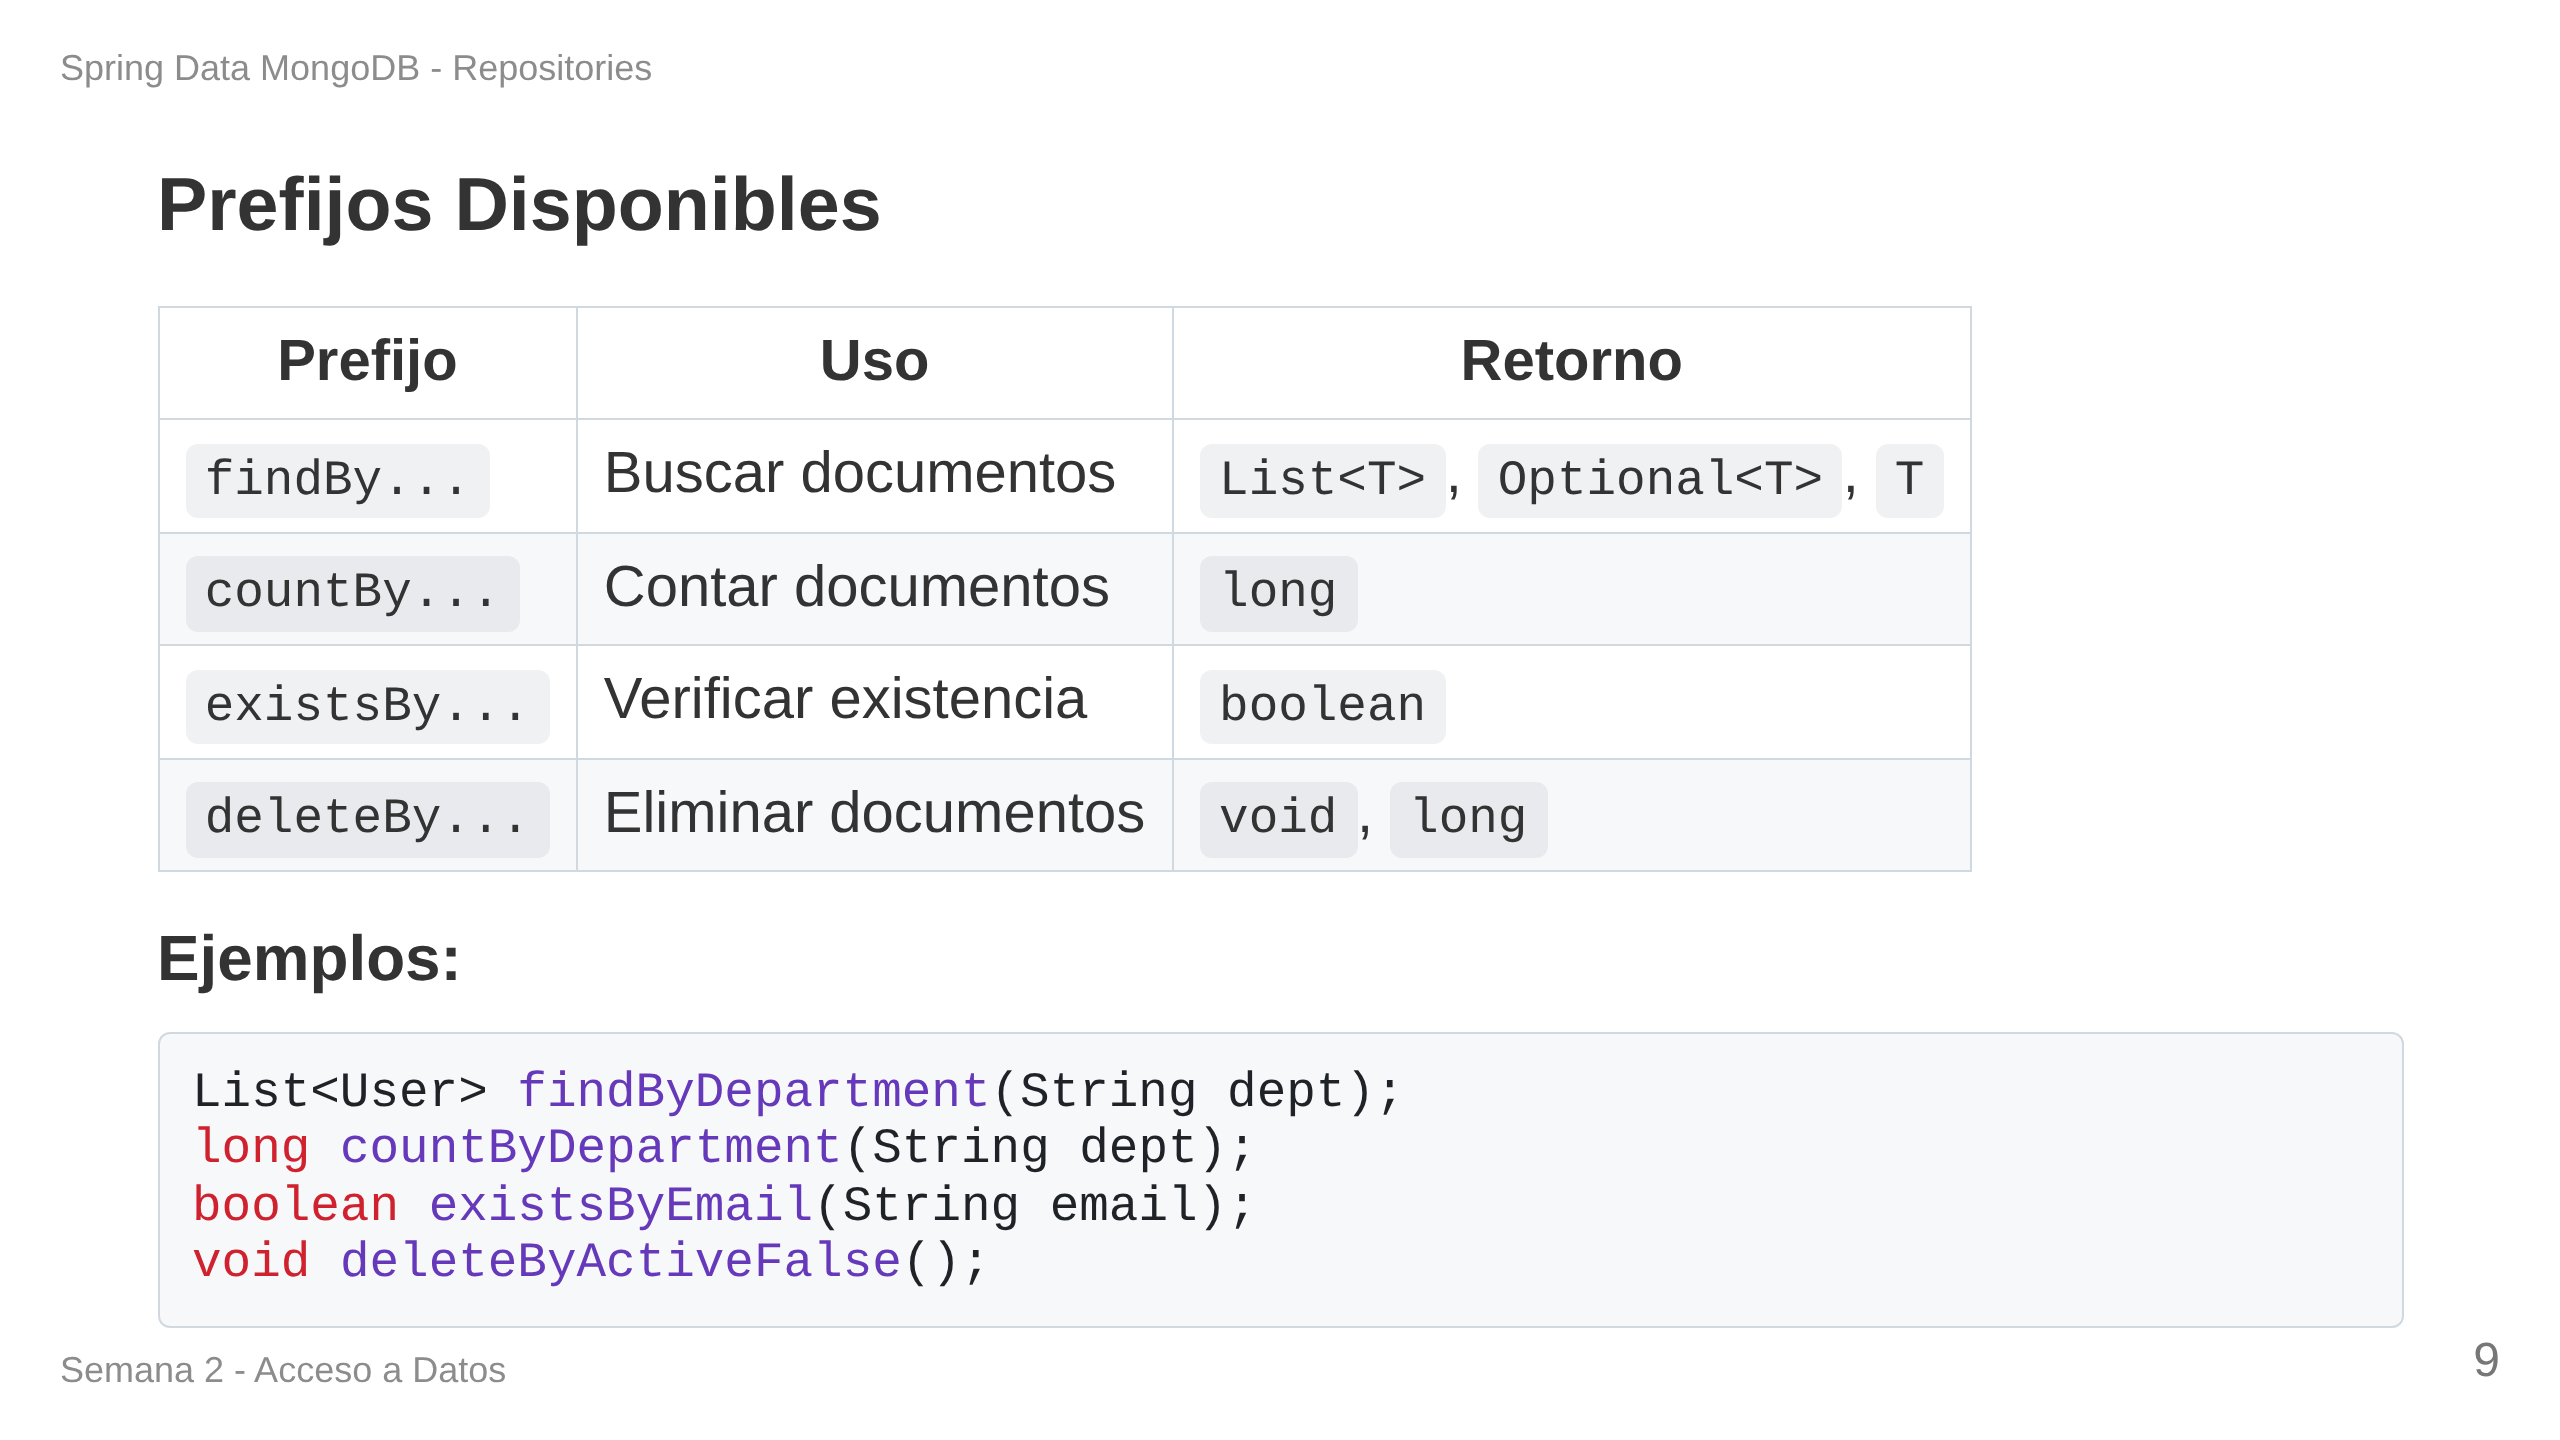 Spring Data MongoDB - Repositories
Prefijos Disponibles
Prefijo Uso Retorno
findBy... Buscar documentos List<T>, Optional<T>, T
countBy... Contar documentos long
existsBy... Verificar existencia boolean
deleteBy... Eliminar documentos void, long
Ejemplos:
List<User> findByDepartment(String dept);
long countByDepartment(String dept);
boolean existsByEmail(String email);
void deleteByActiveFalse();
Semana 2 - Acceso a Datos
9